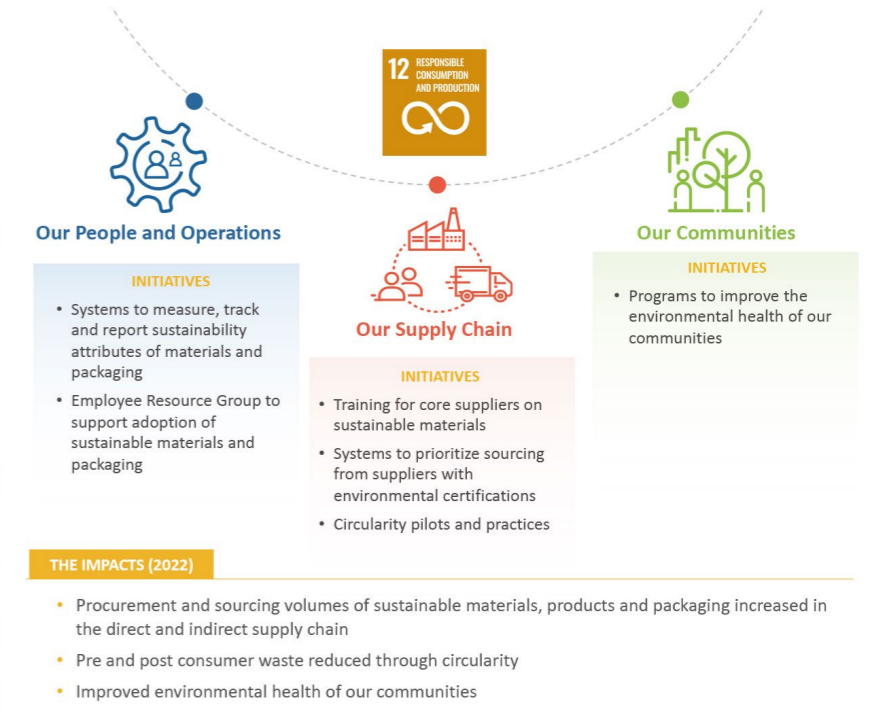 12 RESPONSIBLE
CONSUMPTION
AND PRODUCTION
Our People and Operations
INITIATIVES
• Systems to measure, track
and report sustainability
attributes of materials and
packaging
• Employee Resource Group to
support adoption of
sustainable materials and
packaging
Our Supply Chain
INITIATIVES
• Training for core suppliers on
sustainable materials
• Systems to prioritize sourcing
from suppliers with
environmental certifications
• Circularity pilots and practices
Our Communities
INITIATIVES
• Programs to improve the
environmental health of our
communities
THE IMPACTS (2022)
• Procurement and sourcing volumes of sustainable materials, products and packaging increased in
the direct and indirect supply chain
• Pre and post consumer waste reduced through circularity
• Improved environmental health of our communities